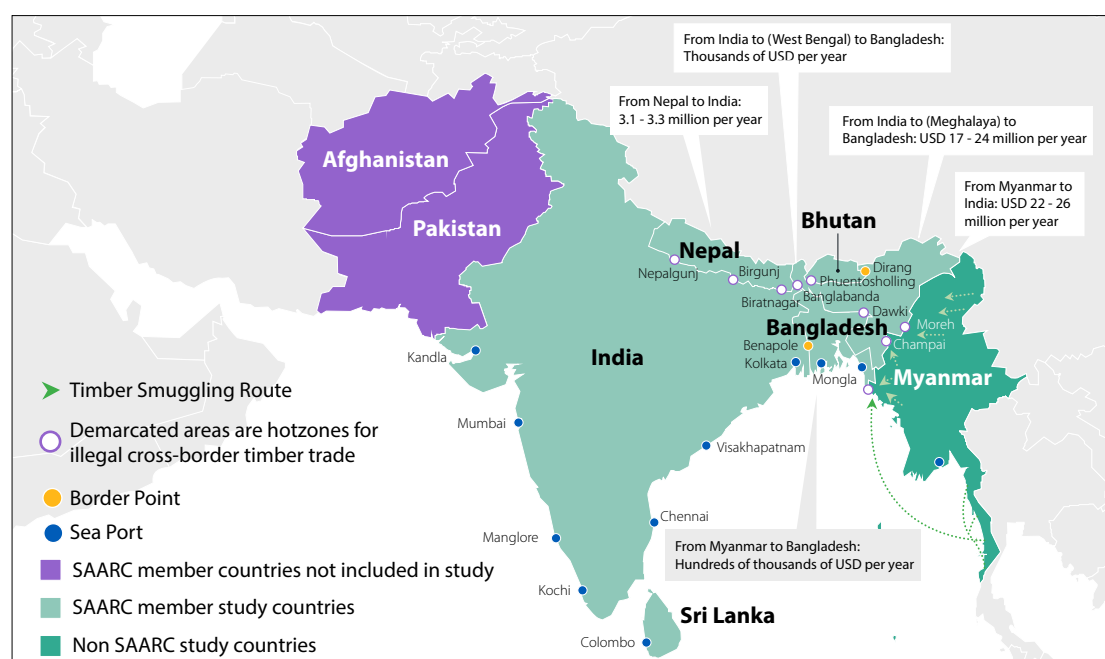 From India to (West Bengal) to Bangladesh:
Thousands of USD per year
From Nepal to India:
3.1 - 3.3 million per year
From India to (Meghalaya) to
Bangladesh: USD 17 - 24 million per year
From Myanmar to
India: USD 22 - 26
million per year
Afghanistan
Pakistan
Bhutan
Nepal
Nepalgunj
Birgunj
Biratnagar
Dirang
Phuentosholling
Banglabanda
Dawki
Bangladesh
Moreh
Champai
Benapole
Kolkata
Mongla
Myanmar
Kandla
India
Mumbai
Visakhapatnam
Chennai
Manglore
Kochi
Colombo
Sri Lanka
From Myanmar to Bangladesh:
Hundreds of thousands of USD per year
Timber Smuggling Route
Demarcated areas are hotzones for
illegal cross-border timber trade
Border Point
Sea Port
SAARC member countries not included in study
SAARC member study countries
Non SAARC study countries